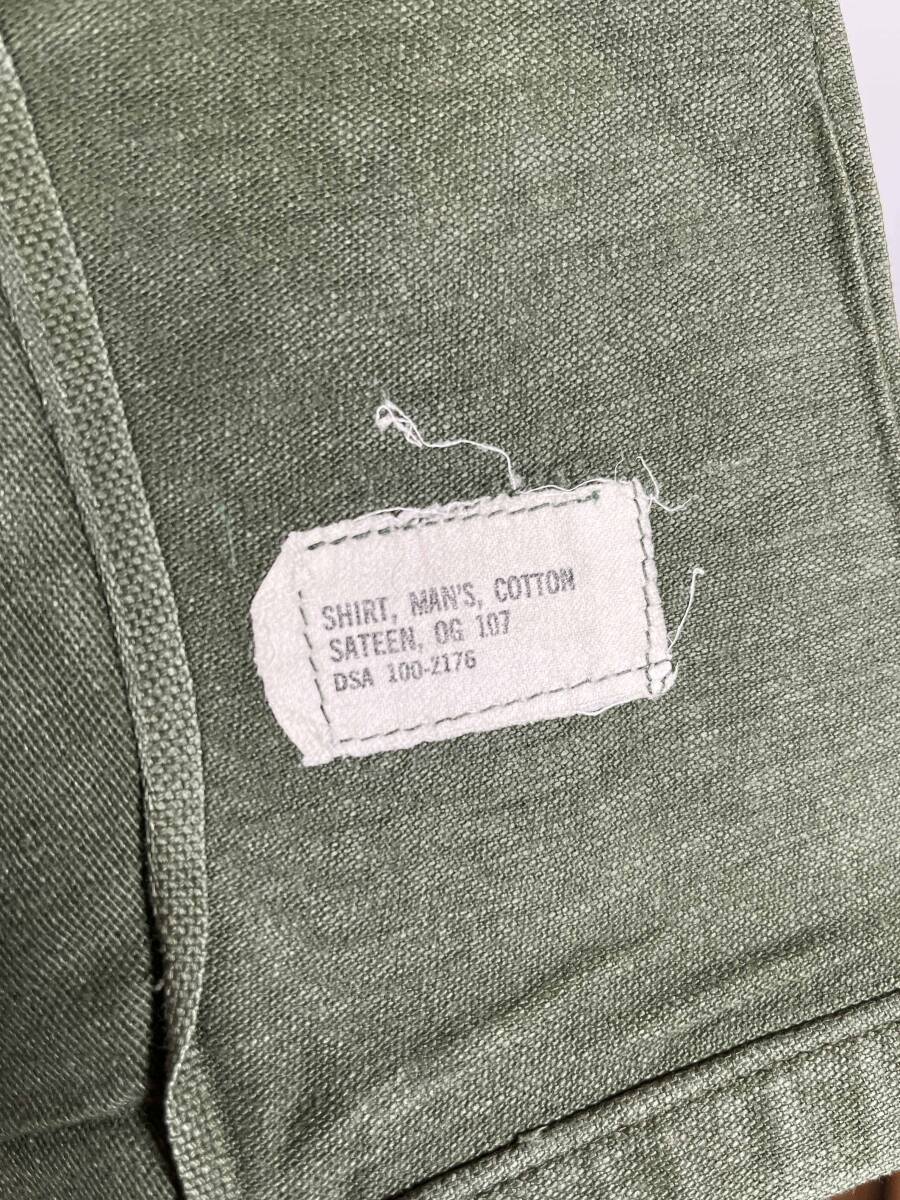 SHIRT, MAN'S, COTTON
SATEEN, OG 107
DSA 100-2176